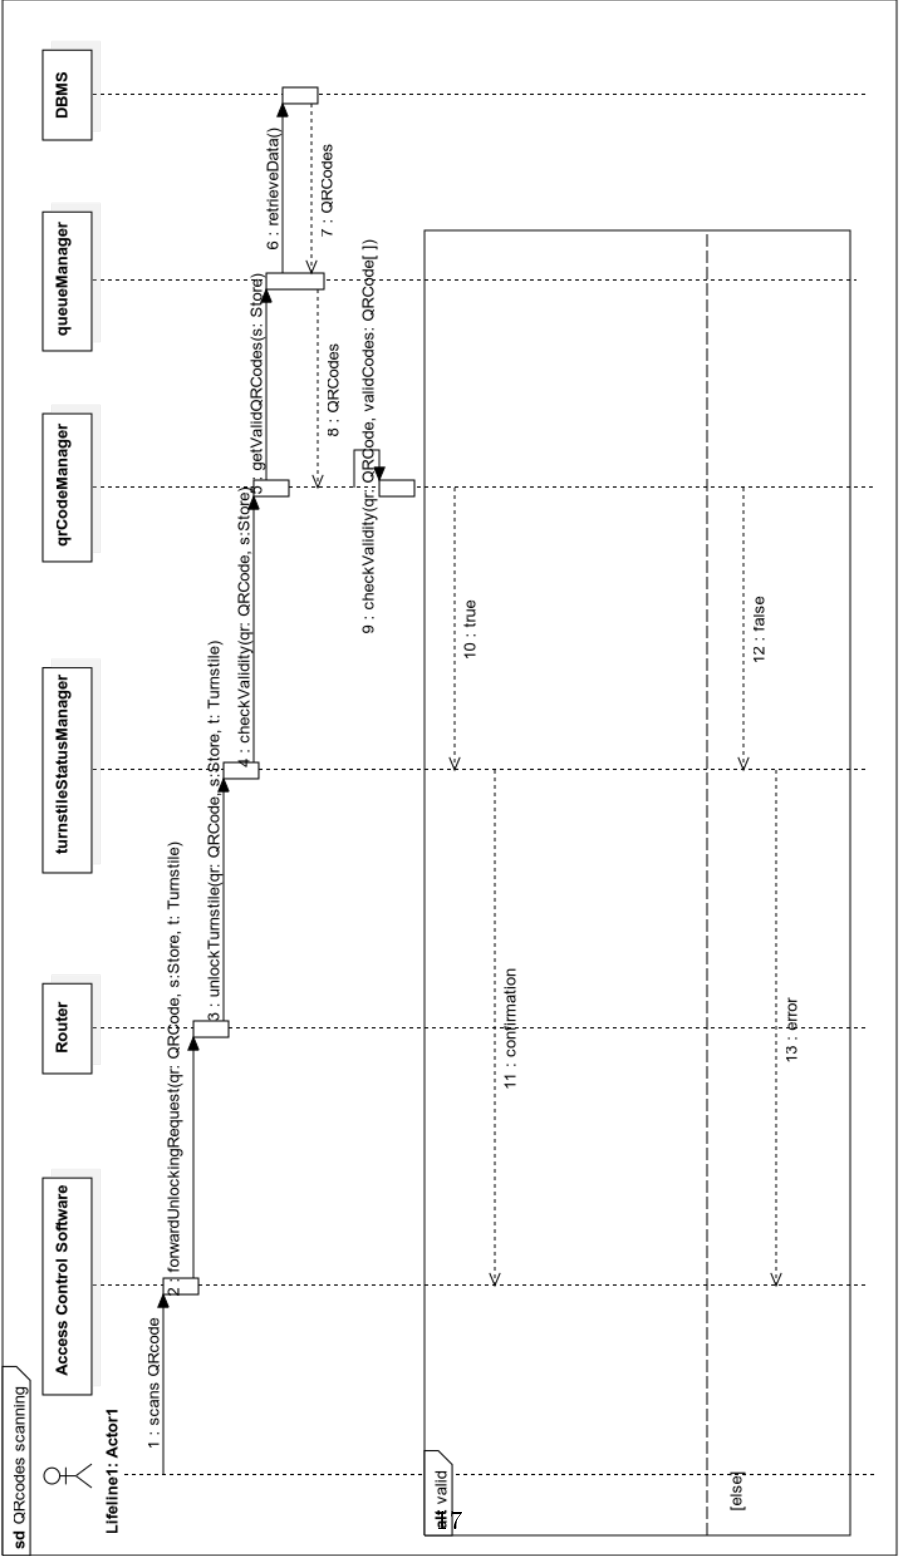 sd QRcodes scanning
Lifeline1: Actor1
Access Control Software
Router
turnstileStatusManager
qrCodeManager
queueManager
DBMS
1 : scans QRcode
2 : forwardUnlockingRequest(qr: QRCode, s:Store, t: Turnstile)
3 : unlockTurnstile(qr: QRCode, s:Store, t: Turnstile)
4 : checkValidity(qr: QRCode, s:Store)
5 : getValidQRCodes(s: Store)
6 : retrieveData()
7 : QRCodes
8 : QRCodes
9 : checkValidity(qr: QRCode, validCodes: QRCode[ ])
alt valid
10 : true
11 : confirmation
[else]
12 : false
13 : error
17